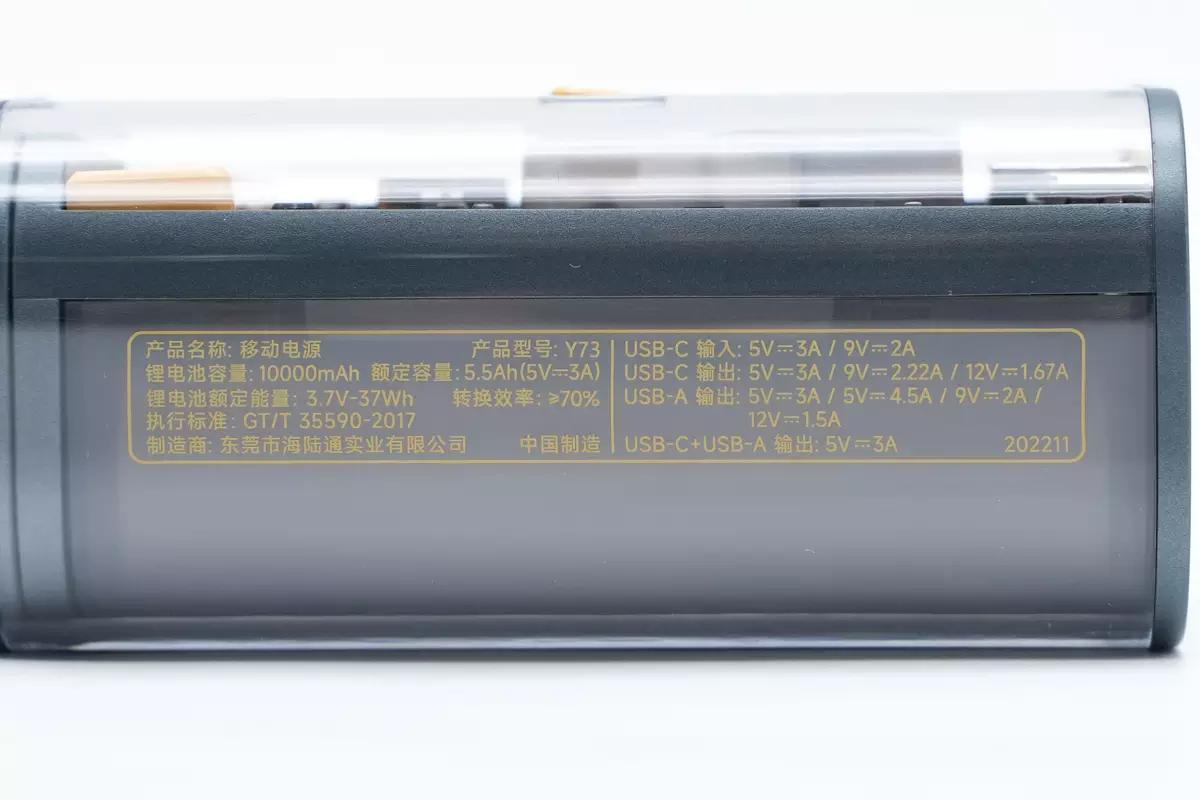 产品名称: 移动电源 产品型号: Y73
锂电池容量: 10000mAh 额定容量: 5.5Ah(5V⎓3A)
锂电池额定能量: 3.7V-37Wh 转换效率: ≥70%
执行标准: GT/T 35590-2017
制造商: 东莞市海陆通实业有限公司 中国制造
USB-C 输入: 5V⎓3A / 9V⎓2A
USB-C 输出: 5V⎓3A / 9V⎓2.22A / 12V⎓1.67A
USB-A 输出: 5V⎓3A / 5V⎓4.5A / 9V⎓2A /
12V⎓1.5A
USB-C+USB-A 输出: 5V⎓3A 202211